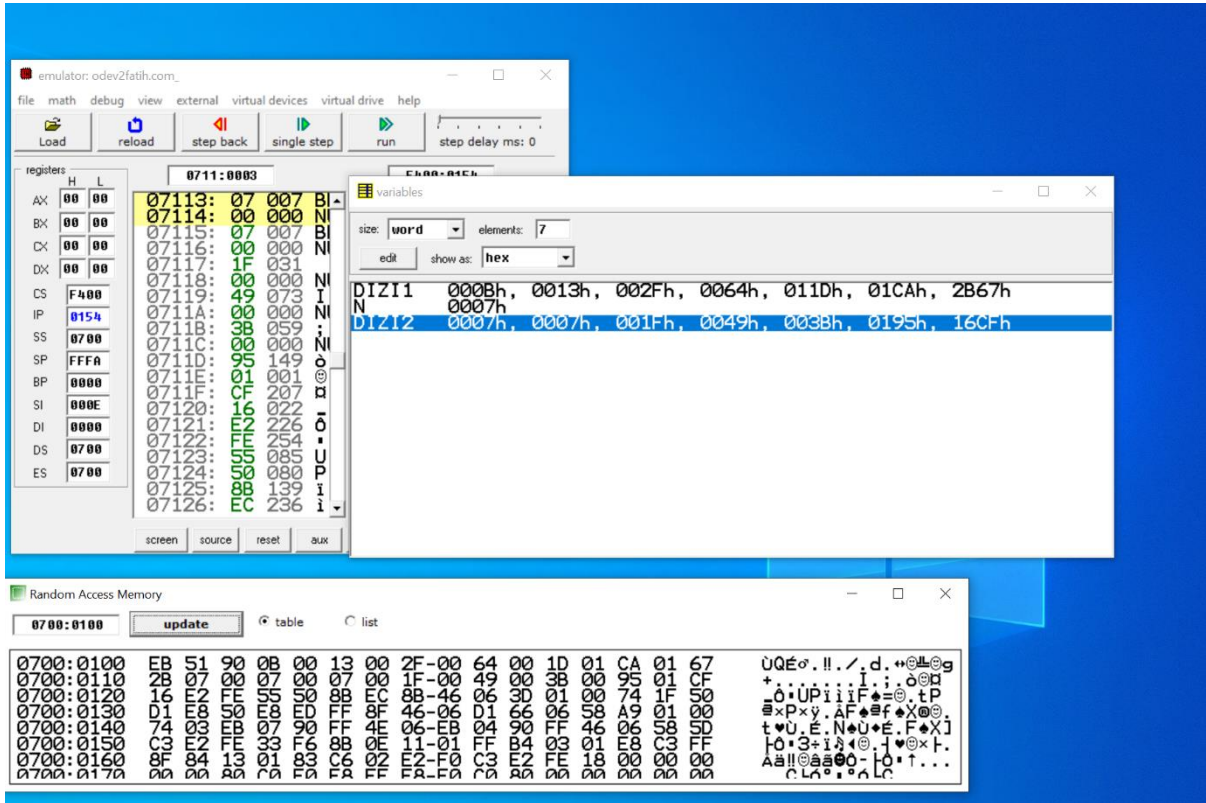 emulator: odev2fatih.com_
file math debug view external virtual devices virtual drive help
Load reload step back single step run step delay ms: 0
registers
H L
0711:0003
AX 00 00
BX 00 00
CX 00 00
DX 00 00
CS F400
IP 0154
SS 0700
SP FFFA
BP 0000
SI 000E
DI 0000
DS 0700
ES 0700
07113: 07 007
07114: 00 000
07115: 07 007
07116: 00 000
07117: 1F 031
07118: 00 000
07119: 49 073 I
0711A: 00 000
0711B: 3B 059 ;
0711C: 00 000
0711D: 95 149 ò
0711E: 01 001 ☺
0711F: CF 207 ¤
07120: 16 022 ▬
07121: E2 226 Ô
07122: FE 254 ▪
07123: 55 085 U
07124: 50 080 P
07125: 8B 139 ï
07126: EC 236 ì
screen source reset aux
variables
size: word elements: 7
edit show as: hex
DIZI1 000Bh, 0013h, 002Fh, 0064h, 011Dh, 01CAh, 2B67h
N 0007h
DIZI2 0007h, 0007h, 001Fh, 0049h, 003Bh, 0195h, 16CFh
Random Access Memory
0700:0100 update table list
0700:0100 EB 51 90 0B 00 13 00 2F-00 64 00 1D 01 CA 01 67
0700:0110 2B 07 00 07 00 07 00 1F-00 49 00 3B 00 95 01 CF
0700:0120 16 E2 FE 55 50 8B EC 8B-46 06 3D 01 00 74 1F 50
0700:0130 D1 E8 50 E8 ED FF 8F 46-06 D1 66 06 58 A9 01 00
0700:0140 74 03 EB 07 90 FF 4E 06-EB 04 90 FF 46 06 58 5D
0700:0150 C3 E2 FE 33 F6 8B 0E 11-01 FF B4 03 01 E8 C3 FF
0700:0160 8F 84 13 01 83 C6 02 E2-F0 C3 E2 FE 18 00 00 00